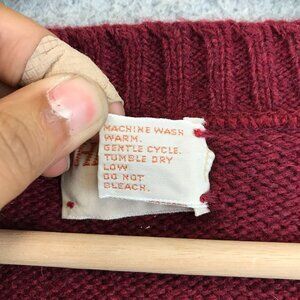 MACHINE WASH
WARM.
GENTLE CYCLE.
TUMBLE DRY
LOW.
DO NOT
BLEACH.